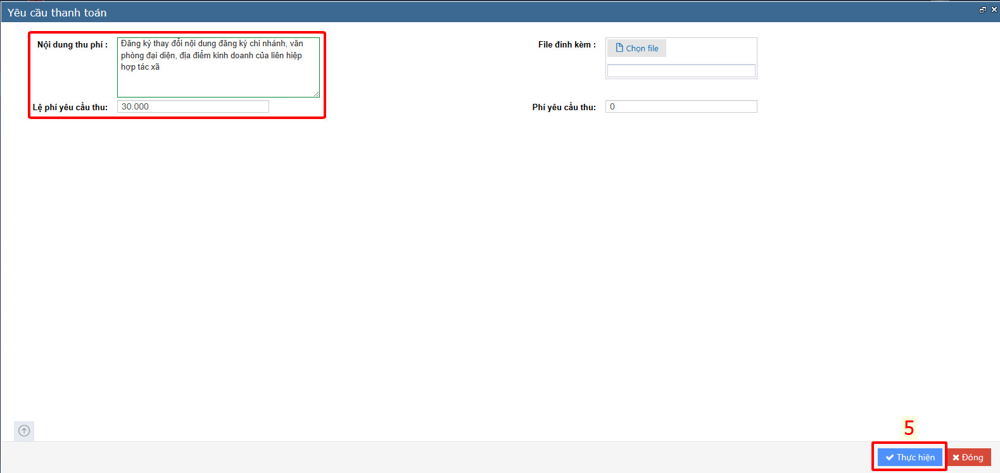 Yêu cầu thanh toán
Nội dung thu phí :
Đăng ký thay đổi nội dung đăng ký chi nhánh, văn
phòng đại diện, địa điểm kinh doanh của liên hiệp
hợp tác xã
File đính kèm :
Chọn file
Lệ phí yêu cầu thu:
30.000
Phí yêu cầu thu:
0
5
Thực hiện
Đóng